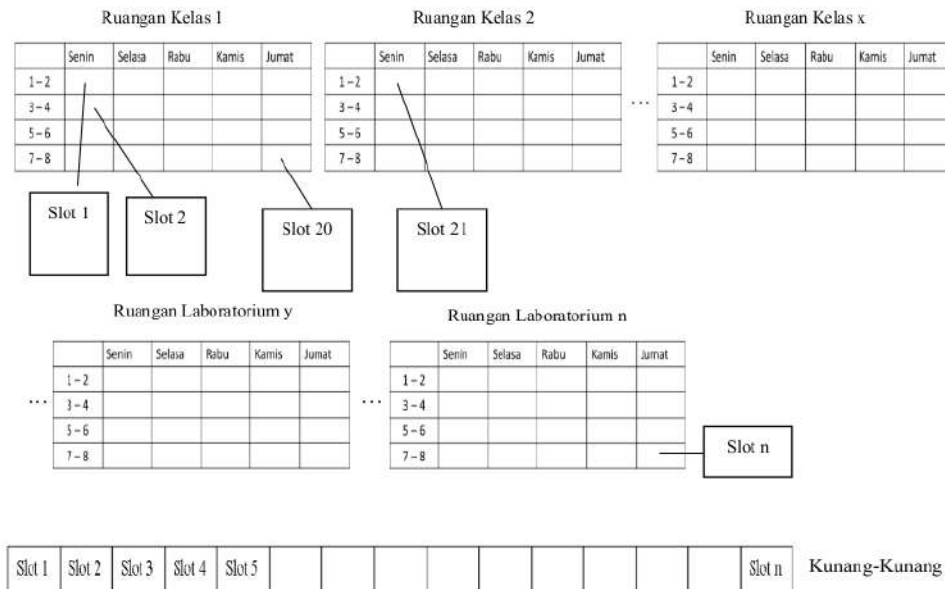 Ruangan Kelas 1 Ruangan Kelas 2 Ruangan Kelas x
Senin Selasa Rabu Kamis Jumat Senin Selasa Rabu Kamis Jumat Senin Selasa Rabu Kamis Jumat
1 - 2 1 - 2 1 - 2
3 - 4 3 - 4 ... 3 - 4
5 - 6 5 - 6 5 - 6
7 - 8 7 - 8 7 - 8
Slot 1 Slot 2 Slot 20 Slot 21
Ruangan Laboratorium y Ruangan Laboratorium n
Senin Selasa Rabu Kamis Jumat Senin Selasa Rabu Kamis Jumat
1 - 2 1 - 2
... 3 - 4 ... 3 - 4
5 - 6 5 - 6
7 - 8 7 - 8 Slot n
Slot 1 Slot 2 Slot 3 Slot 4 Slot 5 Slot n Kunang-Kunang